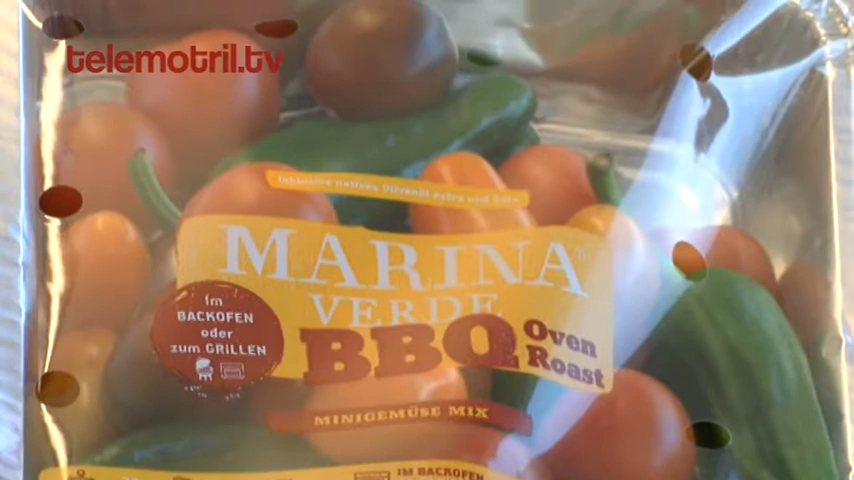 telemotril.tv
Inklusive natives Olivenöl extra und Salz
MARINA
VERDE
BBQ
Oven
Roast
Im
BACKOFEN
oder
zum GRILLEN
MINIGEMÜSE MIX
IM BACKOFEN